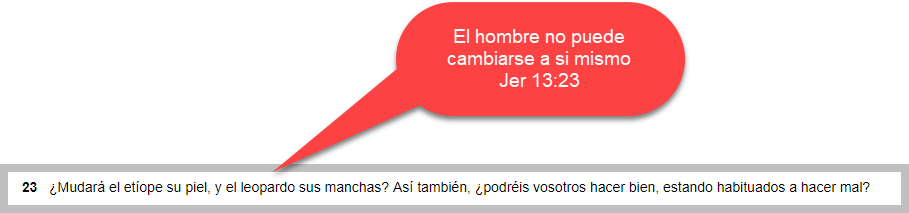 El hombre no puede
cambiarse a si mismo
Jer 13:23
23 ¿Mudará el etíope su piel, y el leopardo sus manchas? Así también, ¿podréis vosotros hacer bien, estando habituados a hacer mal?